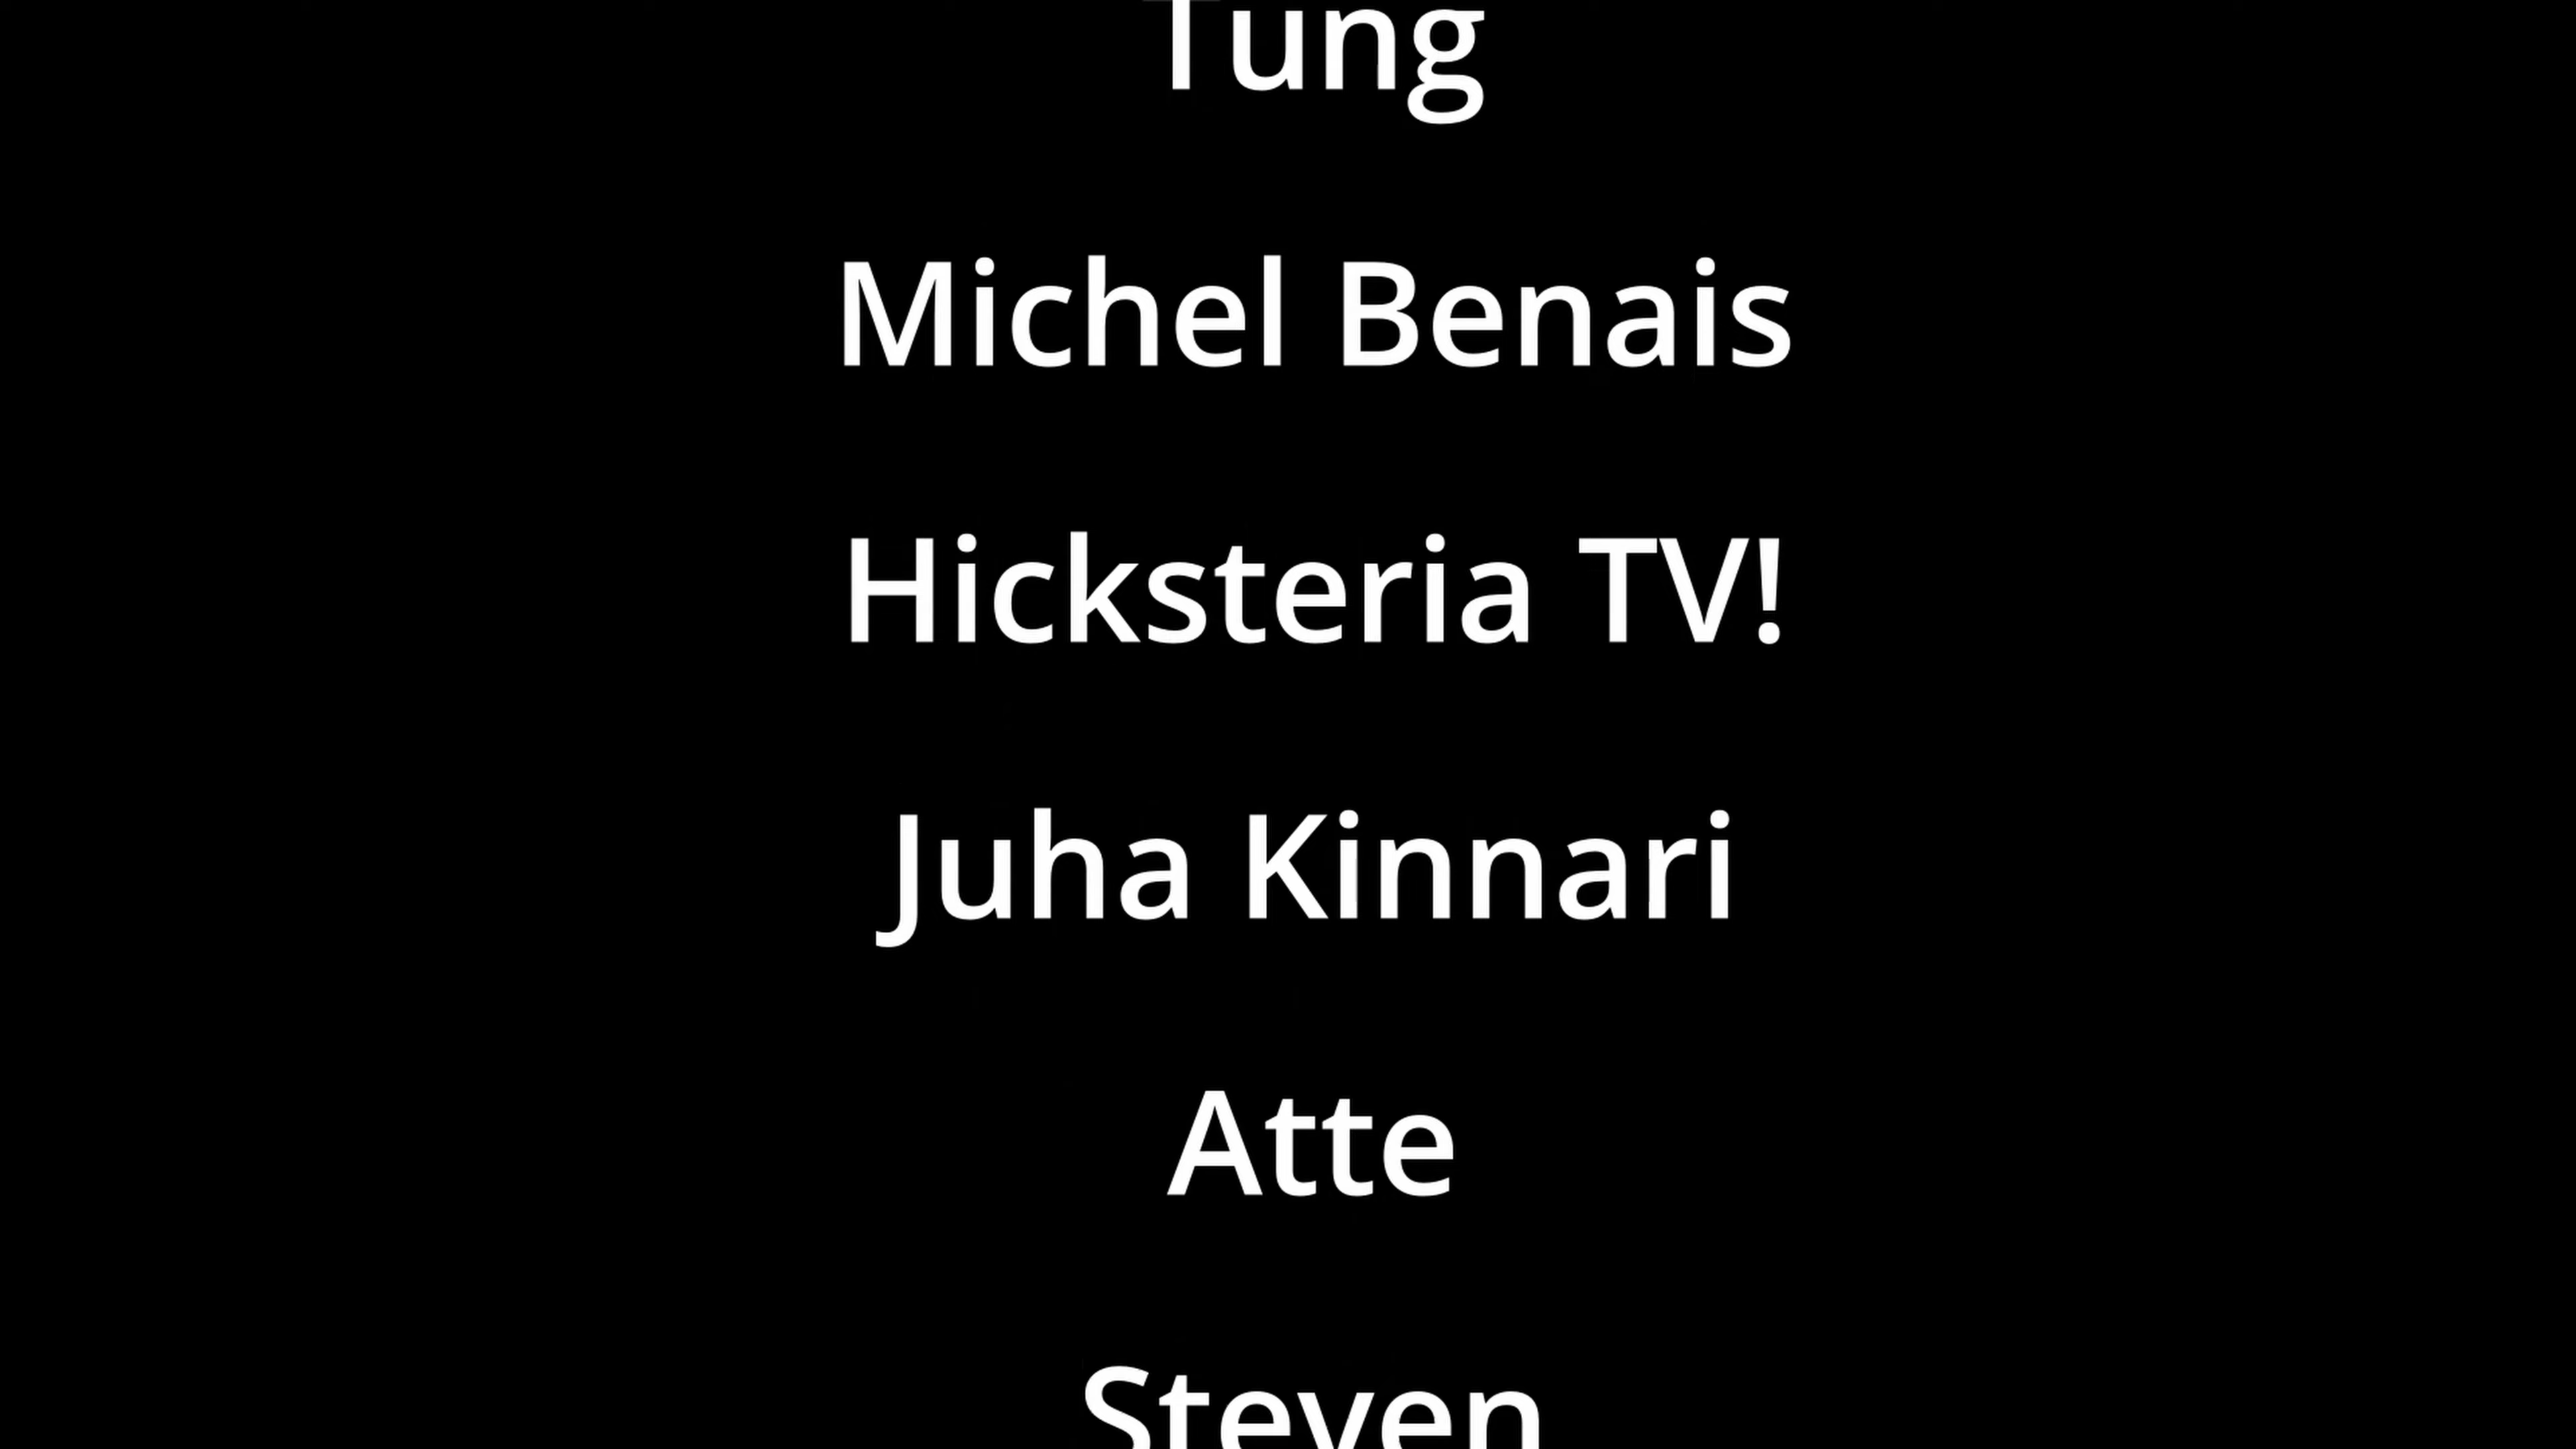 Tung
Michel Benais
Hicksteria TV!
Juha Kinnari
Atte
Steven